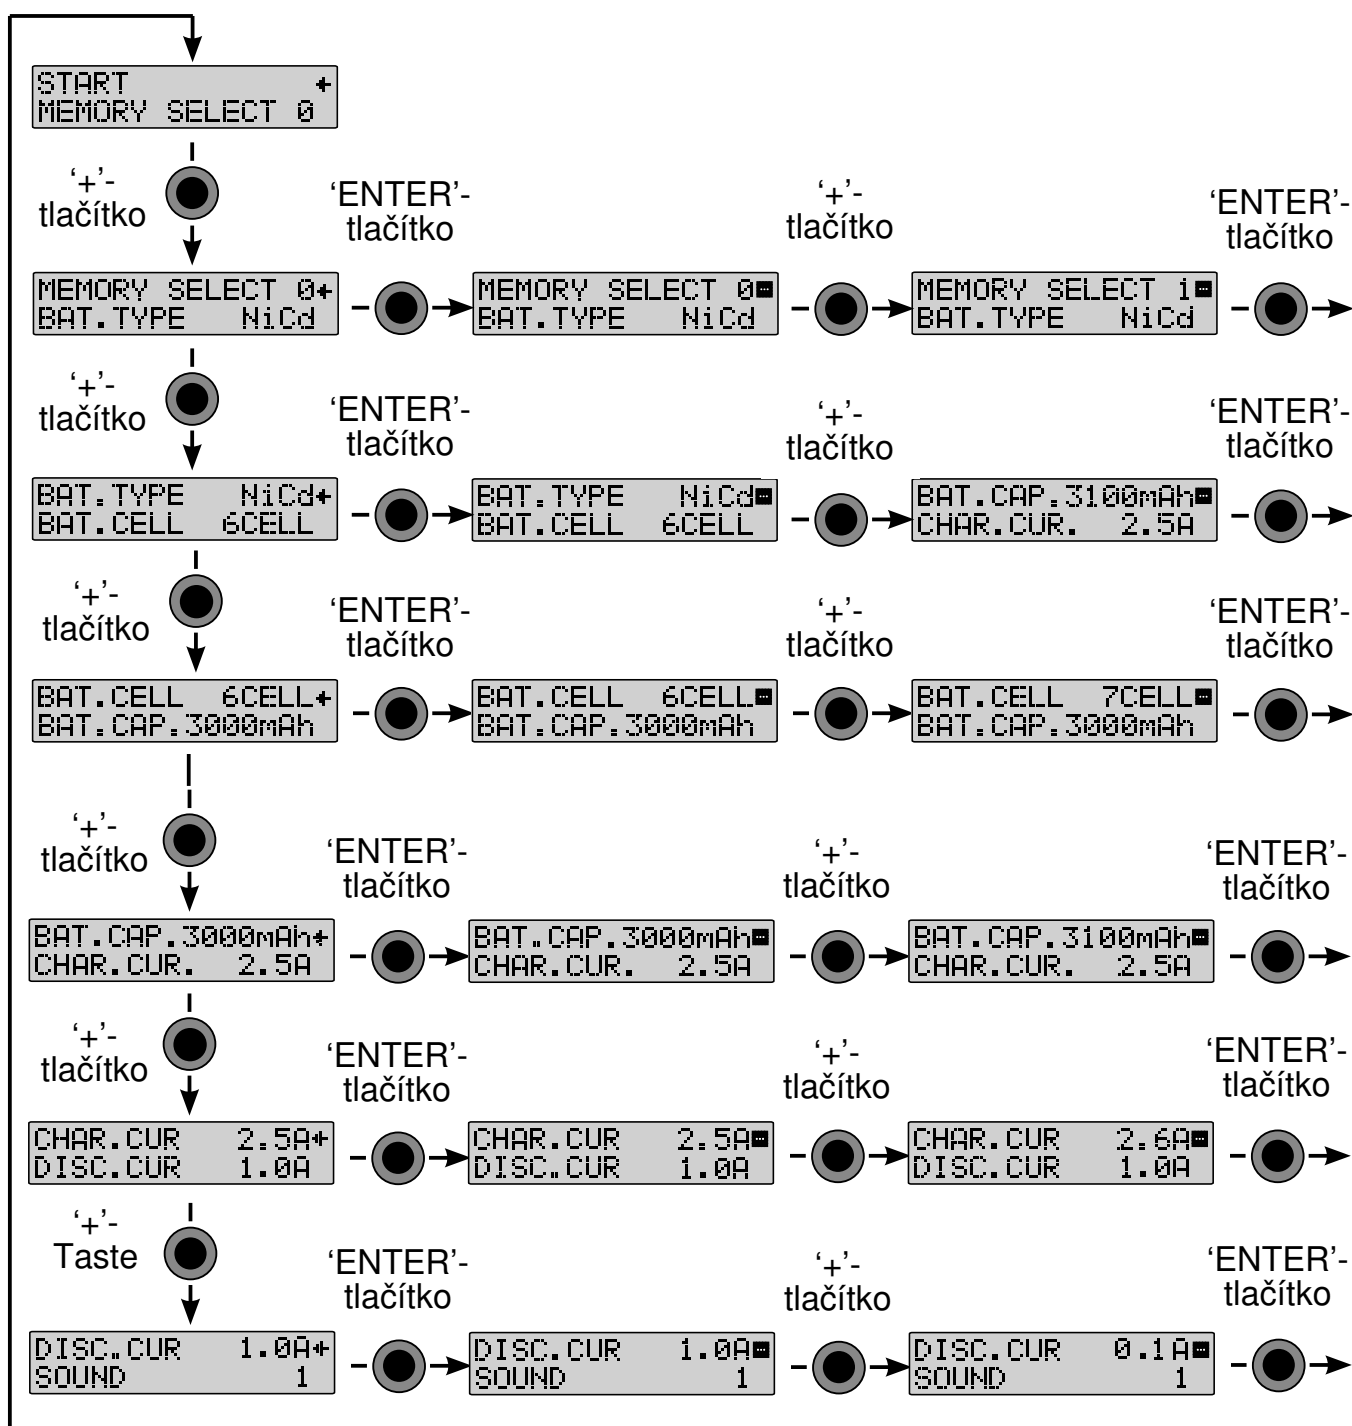 START
MEMORY SELECT 0
‘+’-
tlačítko
‘ENTER’-
tlačítko
‘+’-
tlačítko
‘ENTER’-
tlačítko
MEMORY SELECT 0
BAT.TYPE NiCd
MEMORY SELECT 0
BAT.TYPE NiCd
MEMORY SELECT 1
BAT.TYPE NiCd
‘+’-
tlačítko
‘ENTER’-
tlačítko
‘+’-
tlačítko
‘ENTER’-
tlačítko
BAT.TYPE NiCd
BAT.CELL 6CELL
BAT.TYPE NiCd
BAT.CELL 6CELL
BAT.CAP.3100mAh
CHAR.CUR. 2.5A
‘+’-
tlačítko
‘ENTER’-
tlačítko
‘+’-
tlačítko
‘ENTER’-
tlačítko
BAT.CELL 6CELL
BAT.CAP.3000mAh
BAT.CELL 6CELL
BAT.CAP.3000mAh
BAT.CELL 7CELL
BAT.CAP.3000mAh
‘+’-
tlačítko
‘ENTER’-
tlačítko
‘+’-
tlačítko
‘ENTER’-
tlačítko
BAT.CAP.3000mAh
CHAR.CUR. 2.5A
BAT.CAP.3000mAh
CHAR.CUR. 2.5A
BAT.CAP.3100mAh
CHAR.CUR. 2.5A
‘+’-
tlačítko
‘ENTER’-
tlačítko
‘+’-
tlačítko
‘ENTER’-
tlačítko
CHAR.CUR 2.5A
DISC.CUR 1.0A
CHAR.CUR 2.5A
DISC.CUR 1.0A
CHAR.CUR 2.6A
DISC.CUR 1.0A
‘+’-
Taste
‘ENTER’-
tlačítko
‘+’-
tlačítko
‘ENTER’-
tlačítko
DISC.CUR 1.0A
SOUND 1
DISC.CUR 1.0A
SOUND 1
DISC.CUR 0.1A
SOUND 1